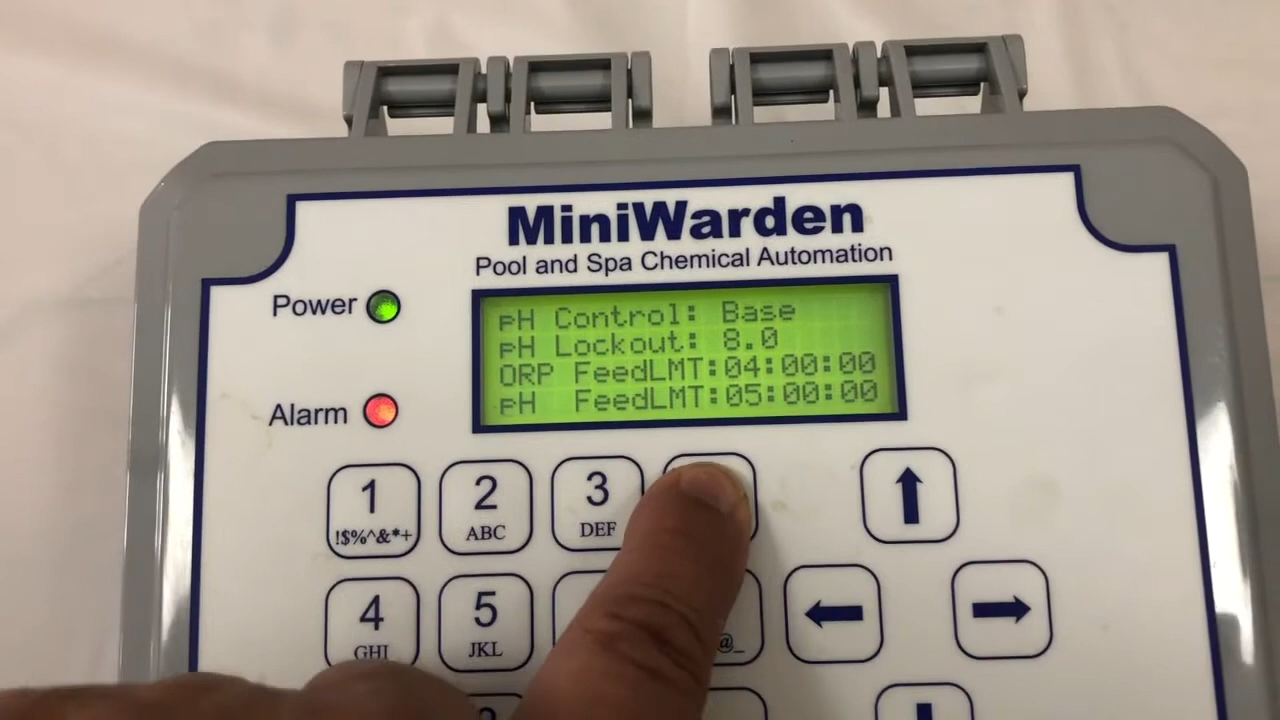 MiniWarden
Pool and Spa Chemical Automation
Power
pH Control: Base
pH Lockout: 8.0
ORP FeedLMT:04:00:00
pH FeedLMT:05:00:00
Alarm
1 2 3
!$%^&*+ ABC DEF
4 5
GHI JKL @_